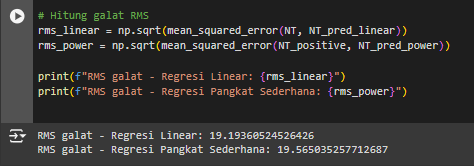 # Hitung galat RMS
rms_linear = np.sqrt(mean_squared_error(NT, NT_pred_linear))
rms_power = np.sqrt(mean_squared_error(NT_positive, NT_pred_power))
print(f"RMS galat - Regresi Linear: {rms_linear}")
print(f"RMS galat - Regresi Pangkat Sederhana: {rms_power}")
RMS galat - Regresi Linear: 19.19360524526426
RMS galat - Regresi Pangkat Sederhana: 19.565035257712687